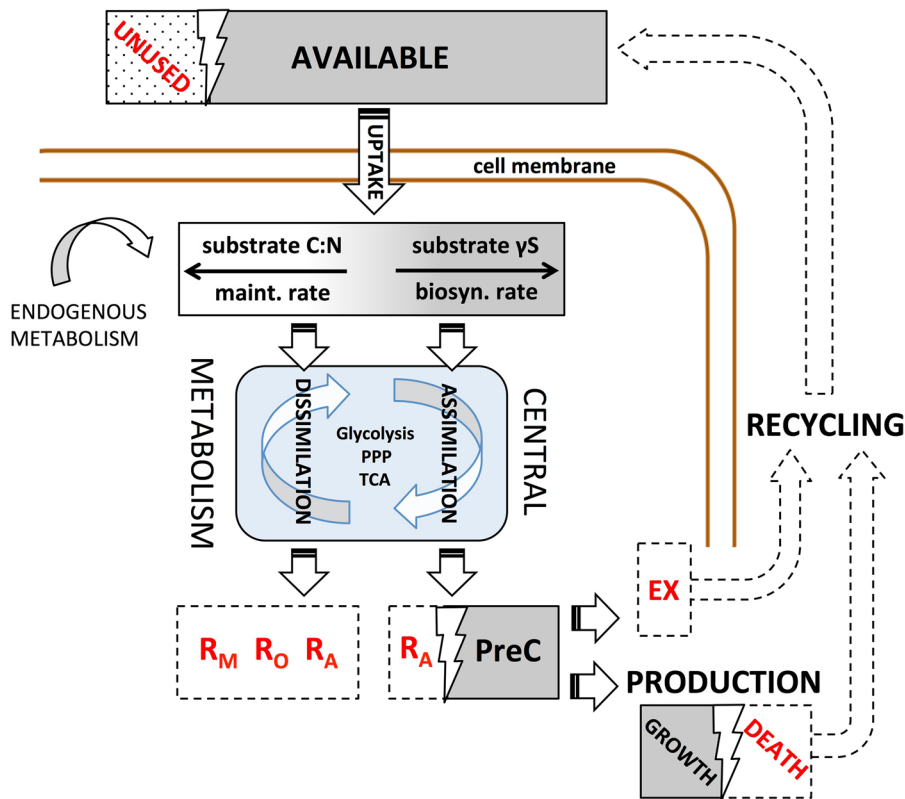 UNUSED
AVAILABLE
UPTAKE
cell membrane
substrate C:N
substrate γS
maint. rate
biosyn. rate
ENDOGENOUS
METABOLISM
METABOLISM
DISSIMILATION
Glycolysis
PPP
TCA
ASSIMILATION
CENTRAL
RECYCLING
EX
RM RO RA
RA
PreC
PRODUCTION
GROWTH
DEATH